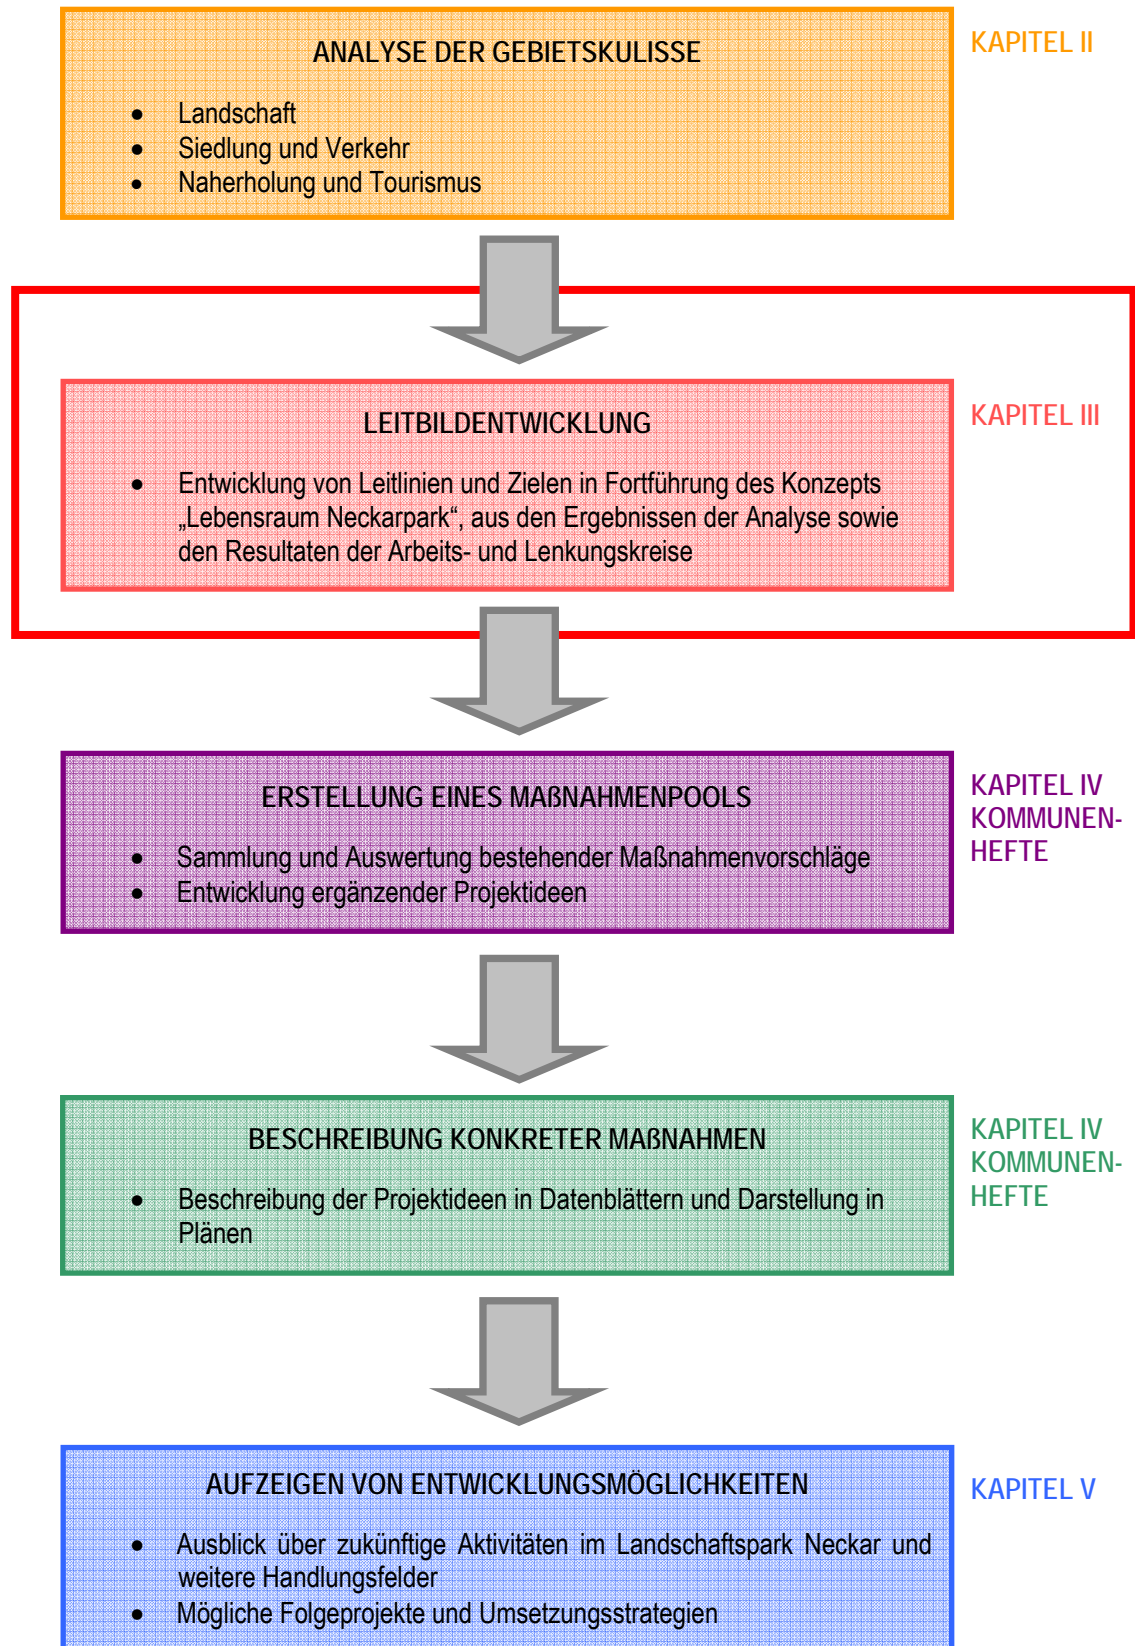 ANALYSE DER GEBIETSKULISSE
KAPITEL II
• Landschaft
• Siedlung und Verkehr
• Naherholung und Tourismus
LEITBILDENTWICKLUNG
KAPITEL III
• Entwicklung von Leitlinien und Zielen in Fortführung des Konzepts
„Lebensraum Neckarpark“, aus den Ergebnissen der Analyse sowie
den Resultaten der Arbeits- und Lenkungskreise
ERSTELLUNG EINES MAßNAHMENPOOLS
KAPITEL IV
KOMMUNEN-
HEFTE
• Sammlung und Auswertung bestehender Maßnahmenvorschläge
• Entwicklung ergänzender Projektideen
BESCHREIBUNG KONKRETER MAßNAHMEN
KAPITEL IV
KOMMUNEN-
HEFTE
• Beschreibung der Projektideen in Datenblättern und Darstellung in
Plänen
AUFZEIGEN VON ENTWICKLUNGSMÖGLICHKEITEN
KAPITEL V
• Ausblick über zukünftige Aktivitäten im Landschaftspark Neckar und
weitere Handlungsfelder
• Mögliche Folgeprojekte und Umsetzungsstrategien